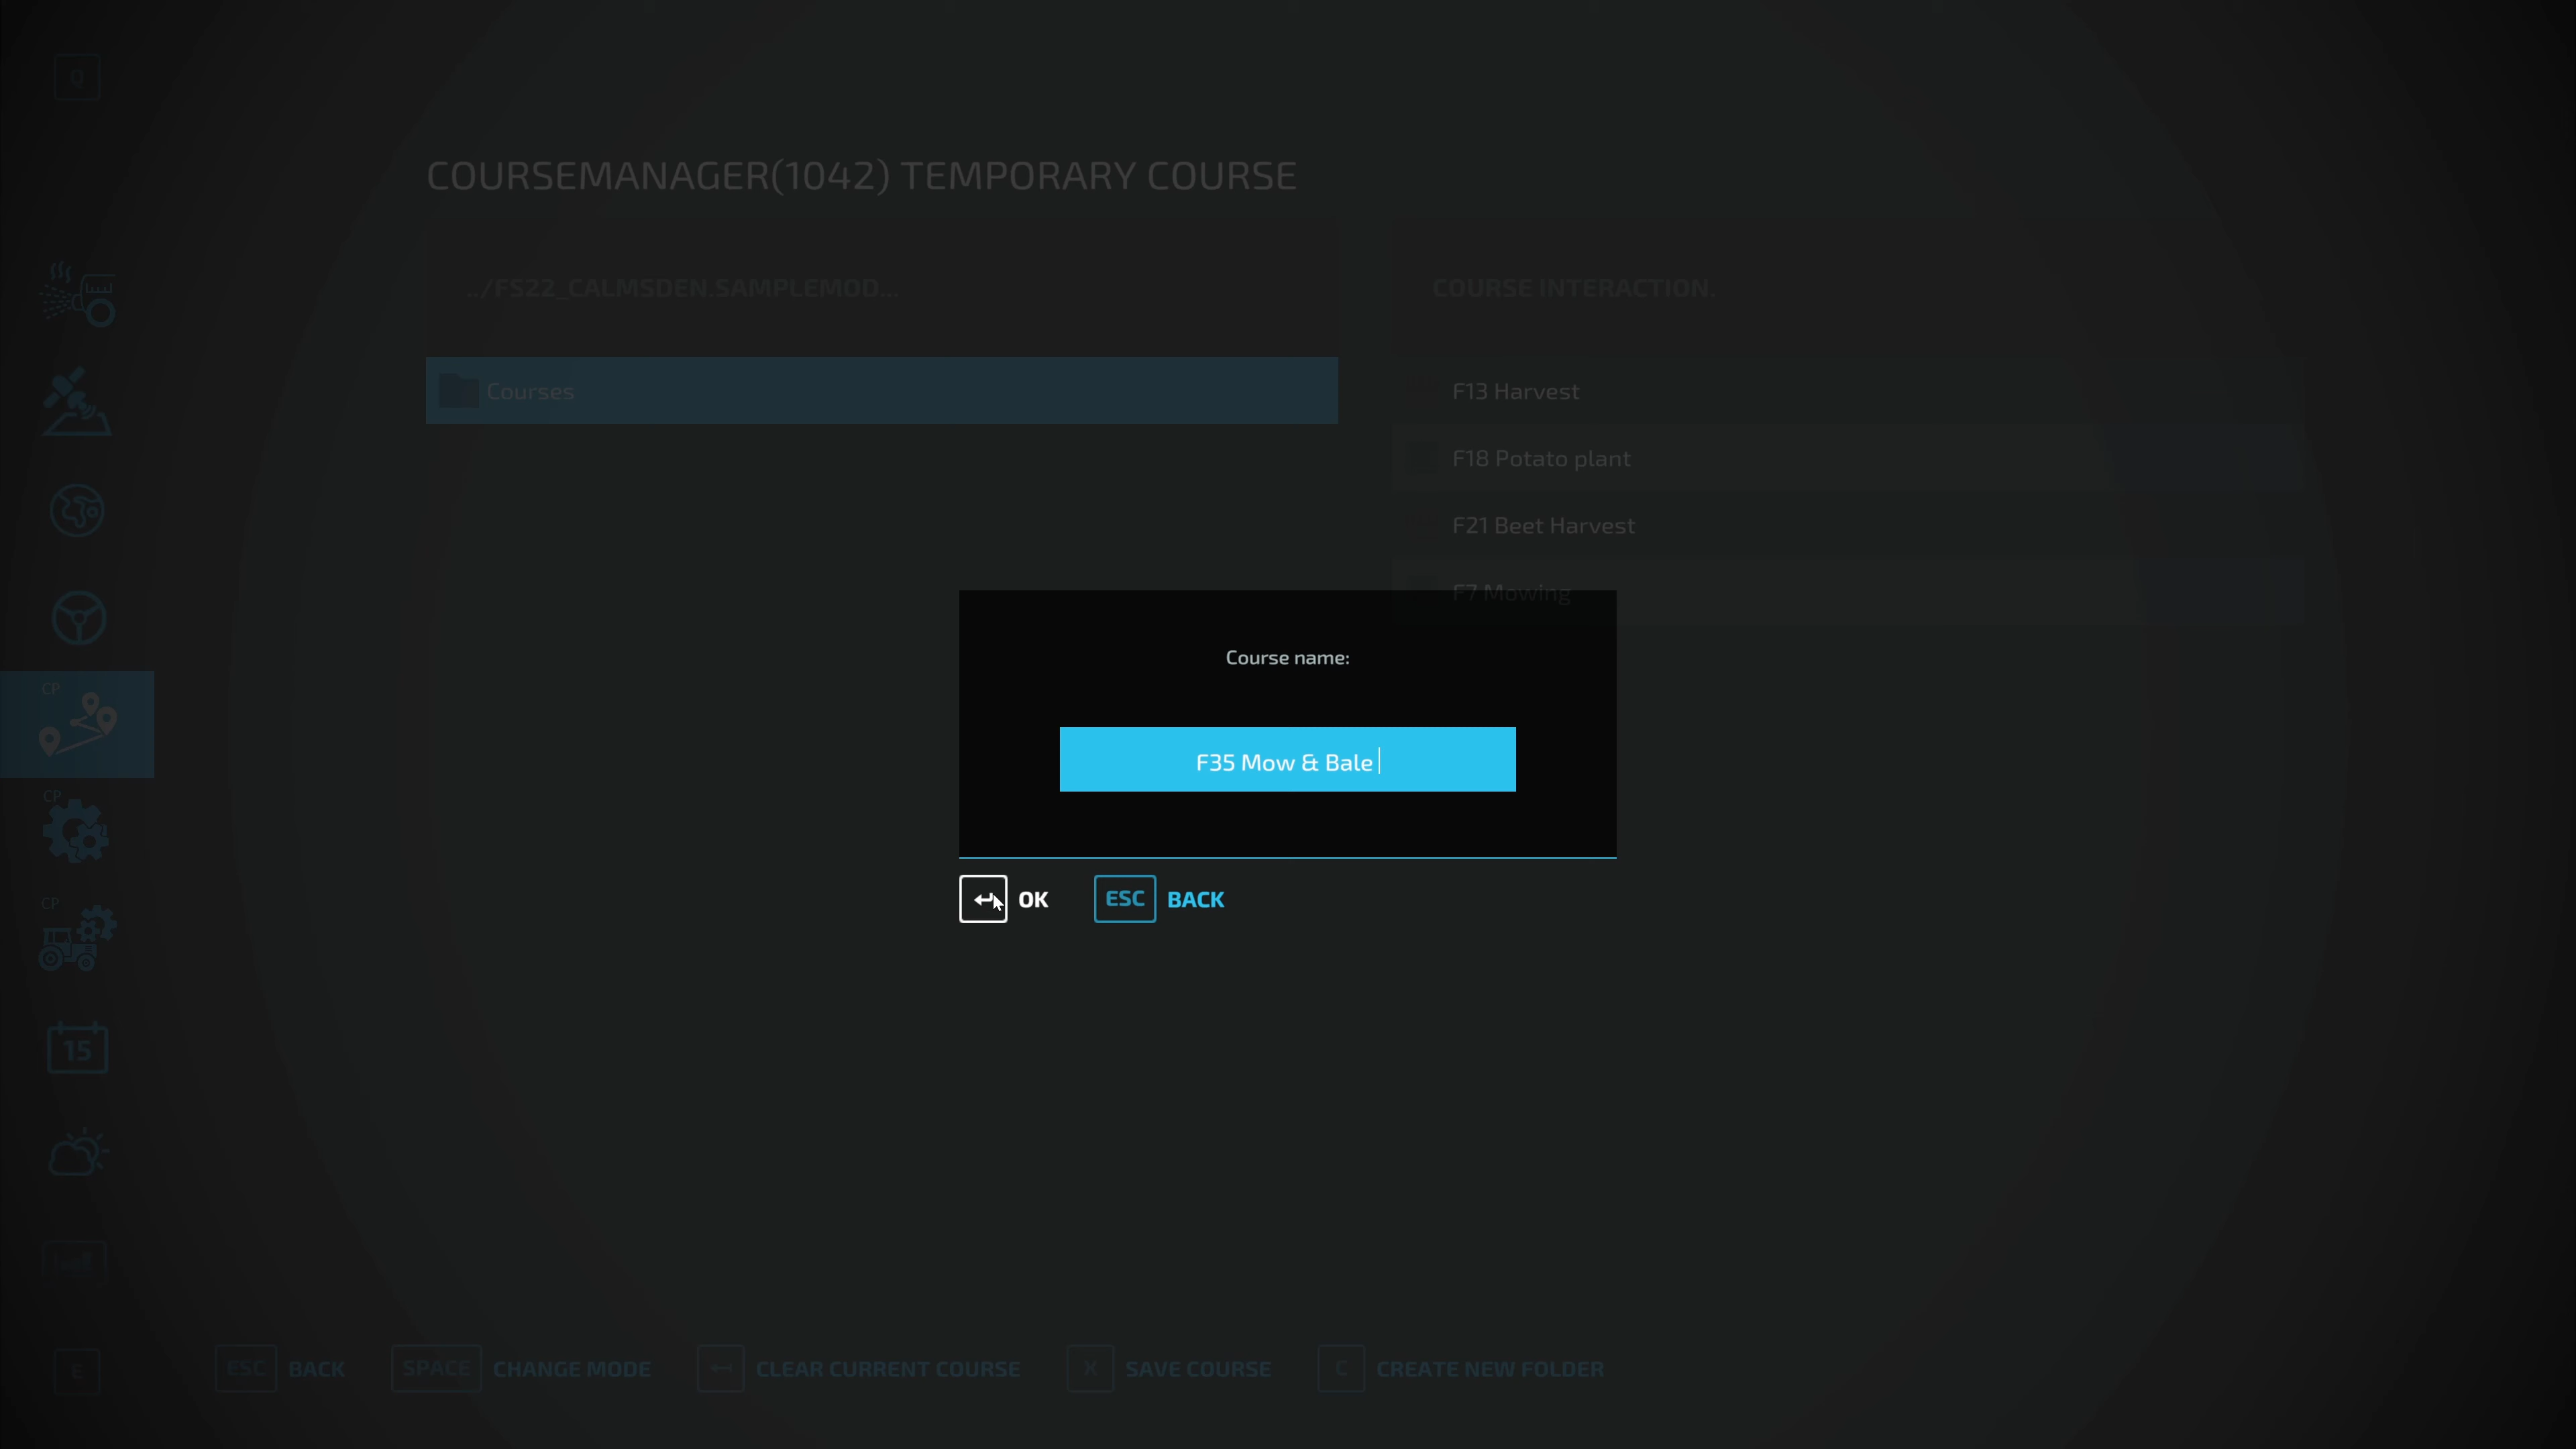 Q
COURSEMANAGER(1042) TEMPORARY COURSE
../FS22_CALMSDEN.SAMPLEMOD...
COURSE INTERACTION.
Courses
F13 Harvest
F18 Potato plant
F21 Beet Harvest
F7 Mowing
Course name:
F35 Mow & Bale
OK
ESC BACK
CP
CP
CP
15
E
ESC BACK
SPACE CHANGE MODE
CLEAR CURRENT COURSE
X SAVE COURSE
C CREATE NEW FOLDER